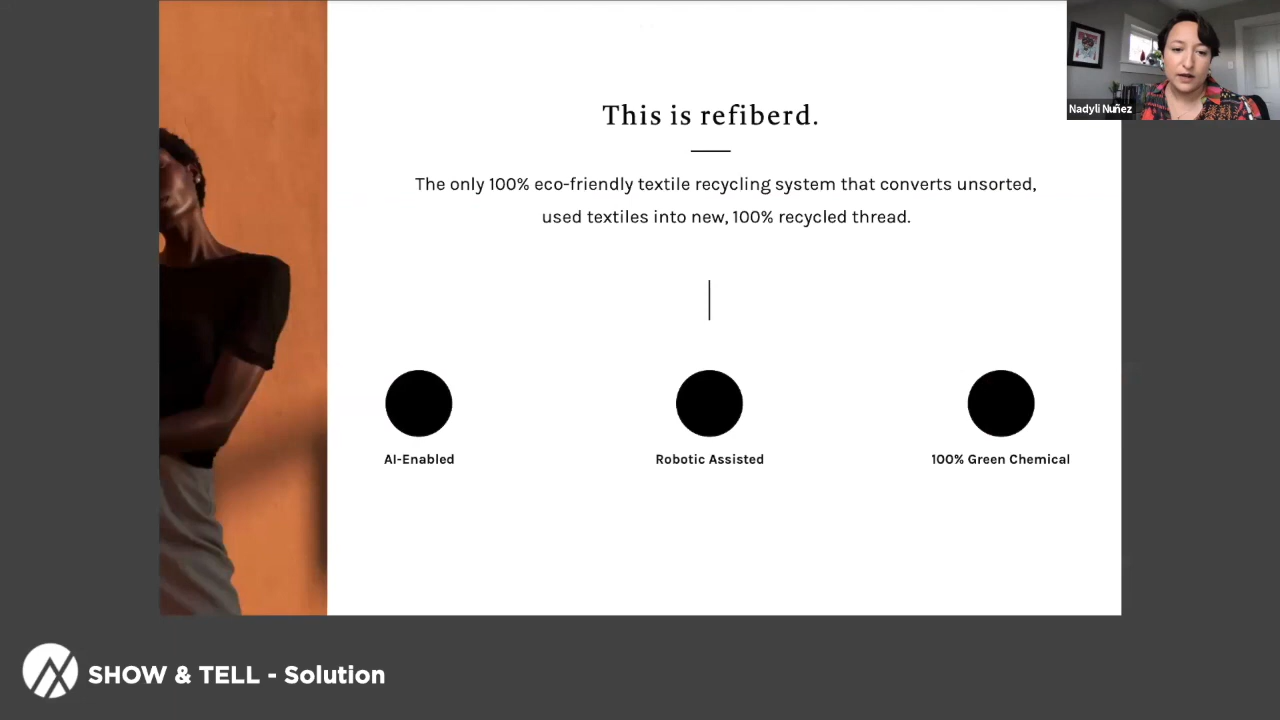 This is refiberd.
The only 100% eco-friendly textile recycling system that converts unsorted,
used textiles into new, 100% recycled thread.
AI-Enabled
Robotic Assisted
100% Green Chemical
Nadyli Nuñez
SHOW & TELL - Solution